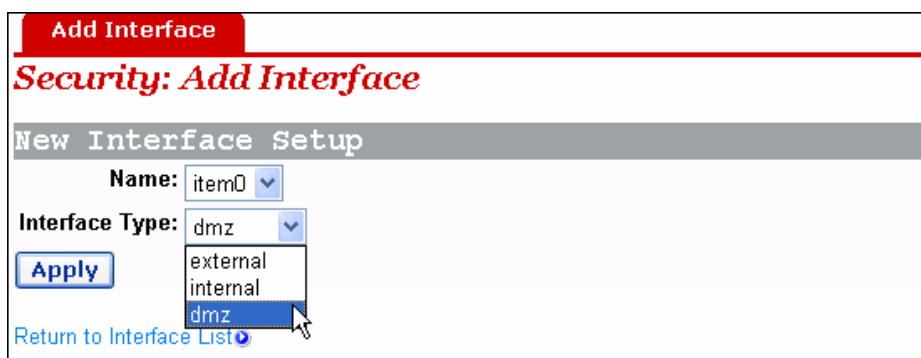 Add Interface
Security: Add Interface
New Interface Setup
Name: item0
Interface Type: dmz
external
Apply
internal
dmz
Return to Interface List